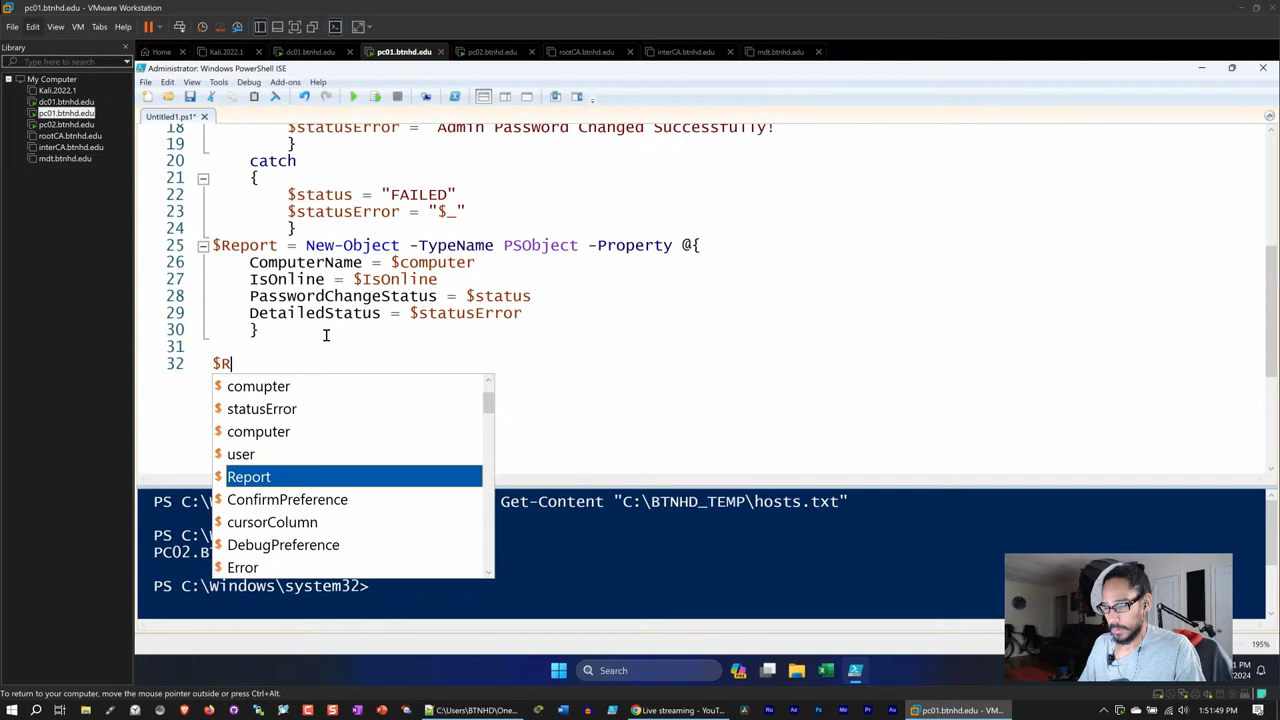 pc01.btnhd.edu - VMware Workstation
File Edit View VM Tabs Help
Library
Type here to search
My Computer
Kali.2022.1
dc01.btnhd.edu
pc01.btnhd.edu
pc02.btnhd.edu
rootCA.btnhd.edu
interCA.btnhd.edu
mdt.btnhd.edu
Home Kali.2022.1 dc01.btnhd.edu pc01.btnhd.edu pc02.btnhd.edu rootCA.btnhd.edu interCA.btnhd.edu mdt.btnhd.edu
Administrator: Windows PowerShell ISE
File Edit View Tools Debug Add-ons Help
Untitled1.ps1*
18 $statusError = Admin Password Changed Successfully!
19 }
20 catch
21 {
22 $status = "FAILED"
23 $statusError = "$_"
24 }
25 $Report = New-Object -TypeName PSObject -Property @{
26 ComputerName = $computer
27 IsOnline = $IsOnline
28 PasswordChangeStatus = $status
29 DetailedStatus = $statusError
30 }
31
32 $R
$ comupter
$ statusError
$ computer
$ user
$ Report
$ ConfirmPreference
$ cursorColumn
$ DebugPreference
$ Error
PS C:\ Get-Content "C:\BTNHD_TEMP\hosts.txt"
PS C:\W
PC02.B
PS C:\Windows\system32>
195%
Search
1 PM
2024
To return to your computer, move the mouse pointer outside or press Ctrl+Alt.
C:\Users\BTNHD\One... Live streaming - YouT... pc01.btnhd.edu - VM...
1:51:49 PM